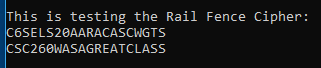 This is testing the Rail Fence Cipher:
C6SELS20AARACASCWGTS
CSC260WASAGREATCLASS